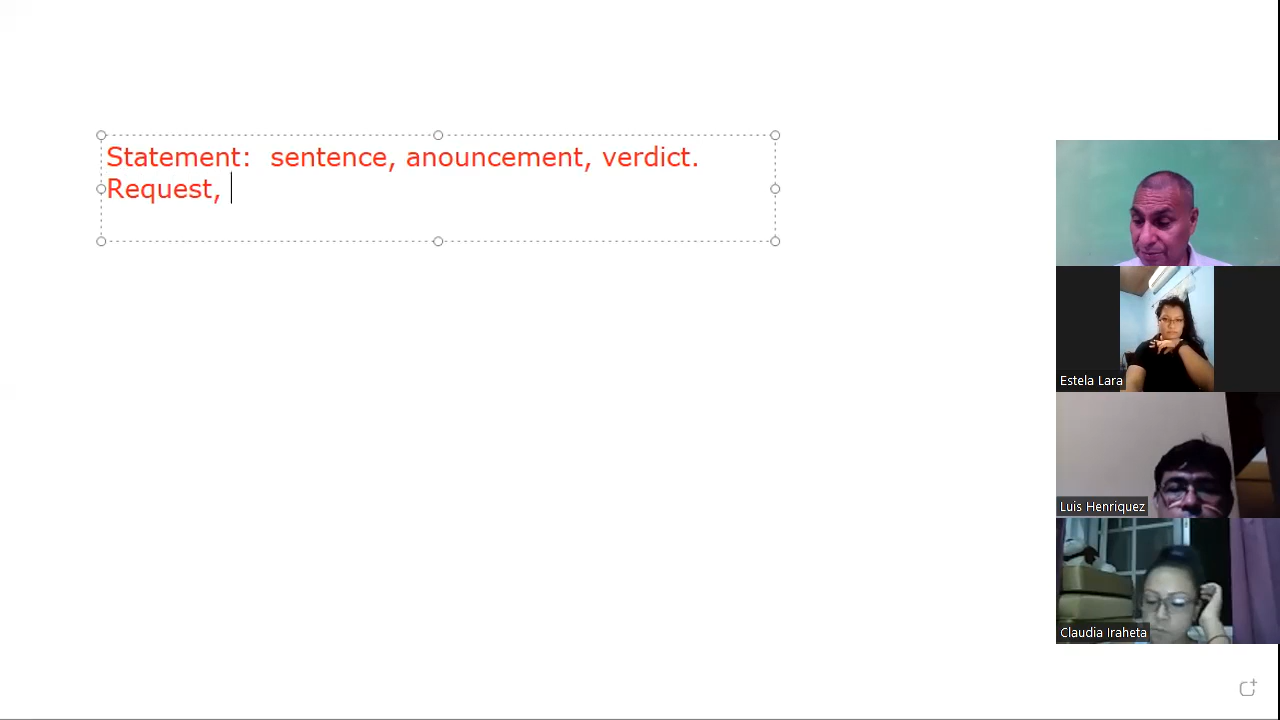 Statement:  sentence, anouncement, verdict.
Request,
Estela Lara
Luis Henriquez
Claudia Iraheta